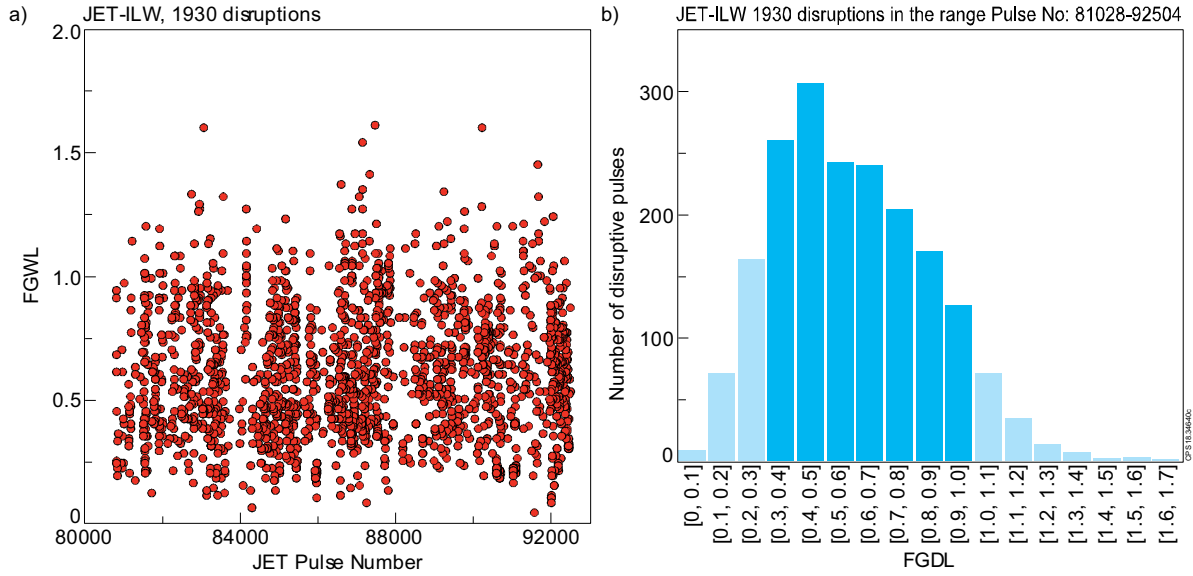 a)
JET-ILW, 1930 disruptions
2.0
1.5
1.0
0.5
0
FGWL
80000 84000 88000 92000
JET Pulse Number
b)
JET-ILW 1930 disruptions in the range Pulse No: 81028-92504
300
200
100
0
Number of disruptive pulses
[0, 0.1]
[0.1, 0.2]
[0.2, 0.3]
[0.3, 0.4]
[0.4, 0.5]
[0.5, 0.6]
[0.6, 0.7]
[0.7, 0.8]
[0.8, 0.9]
[0.9, 1.0]
[1.0, 1.1]
[1.1, 1.2]
[1.2, 1.3]
[1.3, 1.4]
[1.4, 1.5]
[1.5, 1.6]
[1.6, 1.7]
FGDL
CPS18.34640c